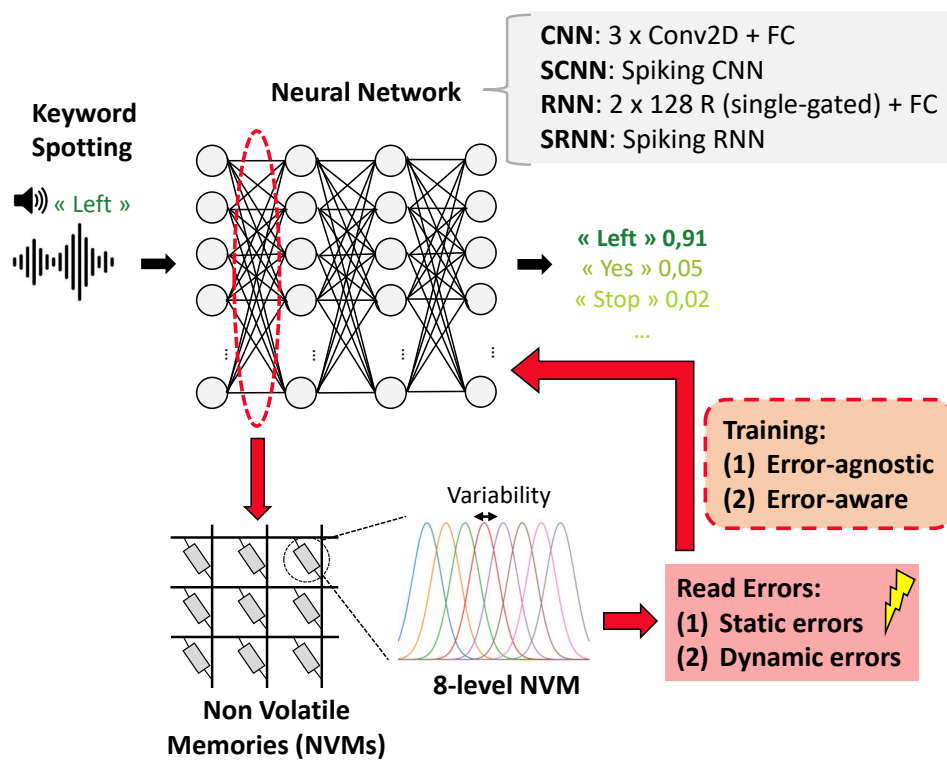 CNN: 3 x Conv2D + FC
SCNN: Spiking CNN
RNN: 2 x 128 R (single-gated) + FC
SRNN: Spiking RNN
Neural Network
Keyword
Spotting
« Left »
« Left » 0,91
« Yes » 0,05
« Stop » 0,02
...
... ... ... ...
Training:
(1) Error-agnostic
(2) Error-aware
Variability
8-level NVM
Read Errors:
(1) Static errors
(2) Dynamic errors
Non Volatile
Memories (NVMs)